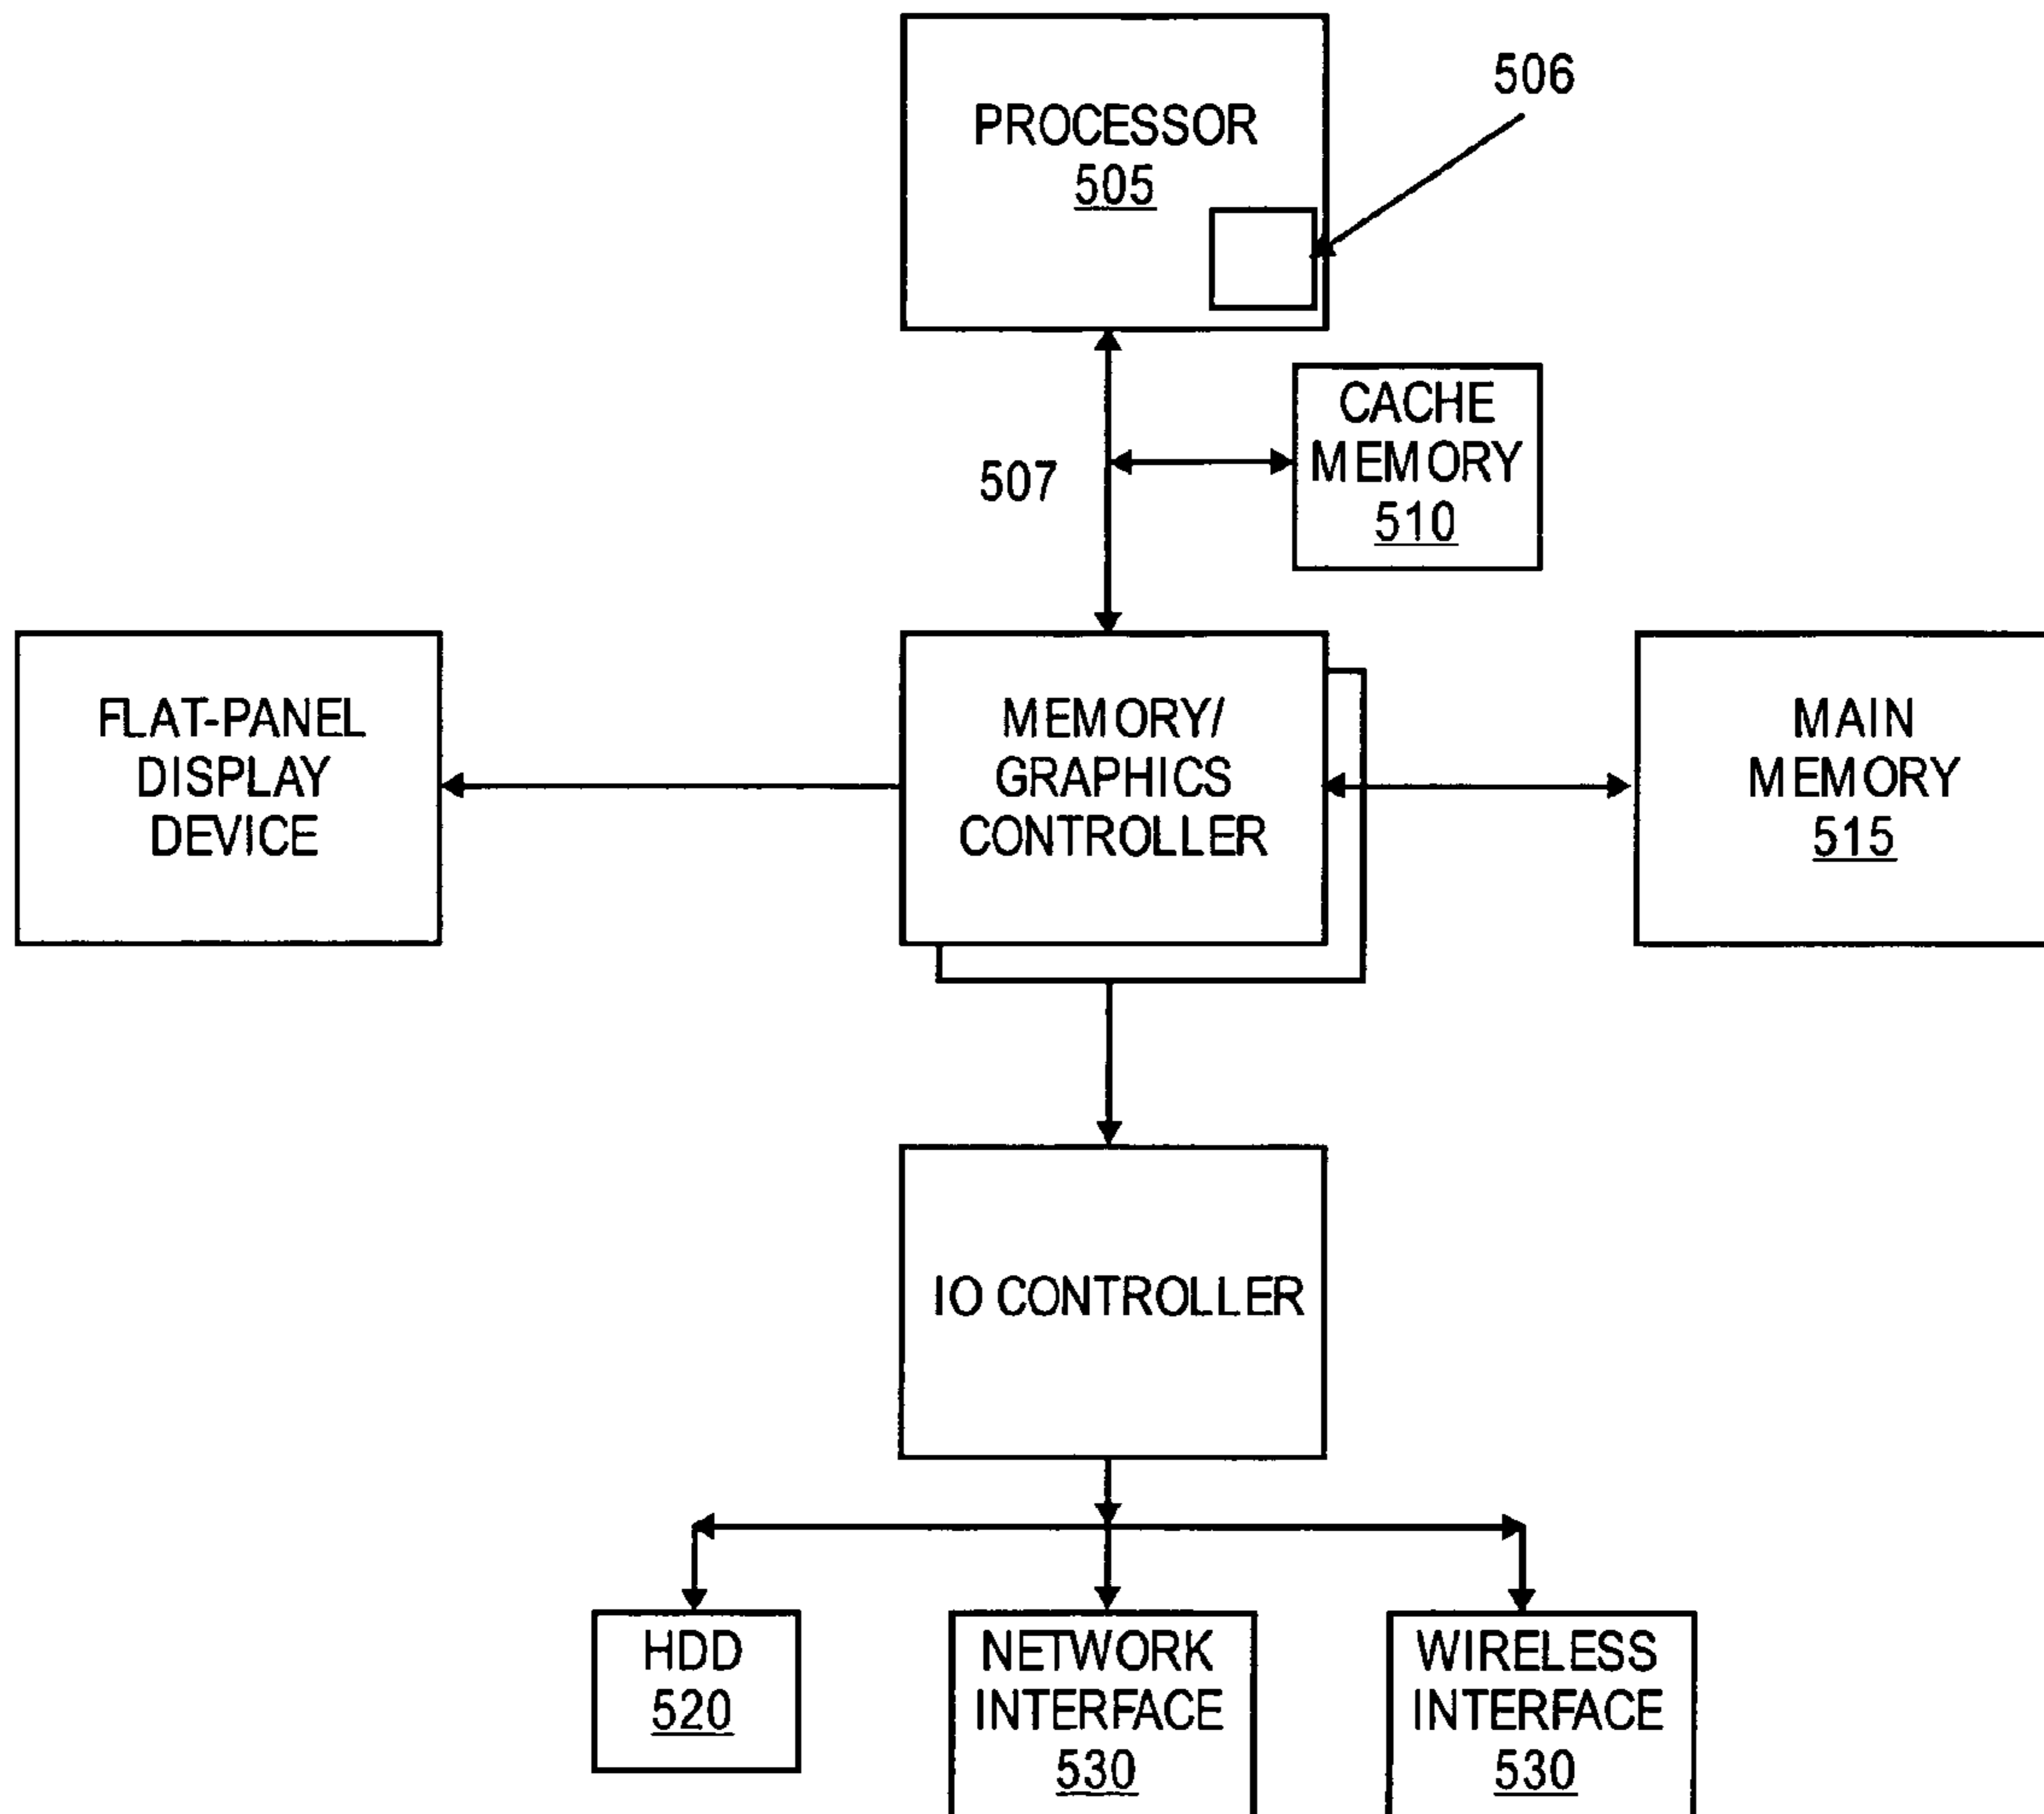 506
PROCESSOR
505
CACHE
MEMORY
510
507
FLAT-PANEL
DISPLAY
DEVICE
MEMORY/
GRAPHICS
CONTROLLER
MAIN
MEMORY
515
IO CONTROLLER
HDD
520
NETWORK
INTERFACE
530
WIRELESS
INTERFACE
530